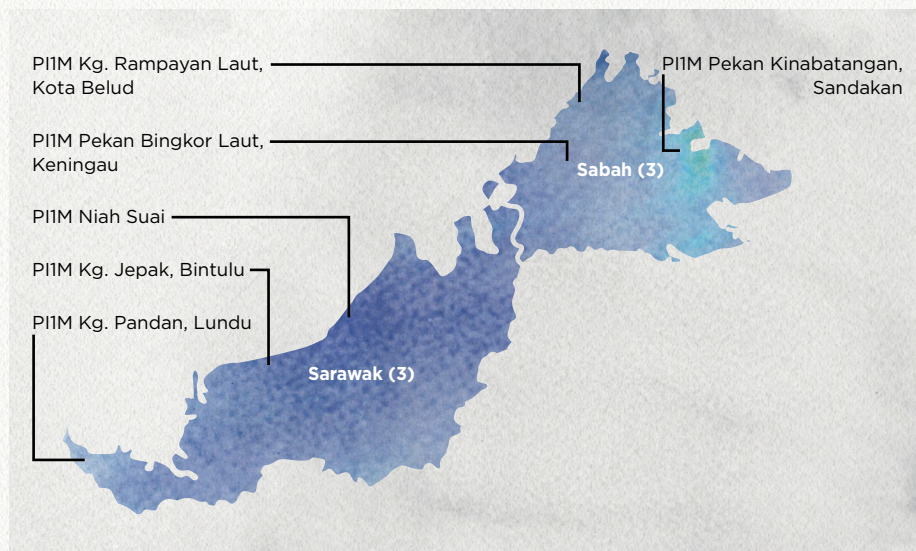 PI1M Kg. Rampayan Laut,
Kota Belud
PI1M Pekan Kinabatangan,
Sandakan
PI1M Pekan Bingkor Laut,
Keningau
Sabah (3)
PI1M Niah Suai
PI1M Kg. Jepak, Bintulu
PI1M Kg. Pandan, Lundu
Sarawak (3)